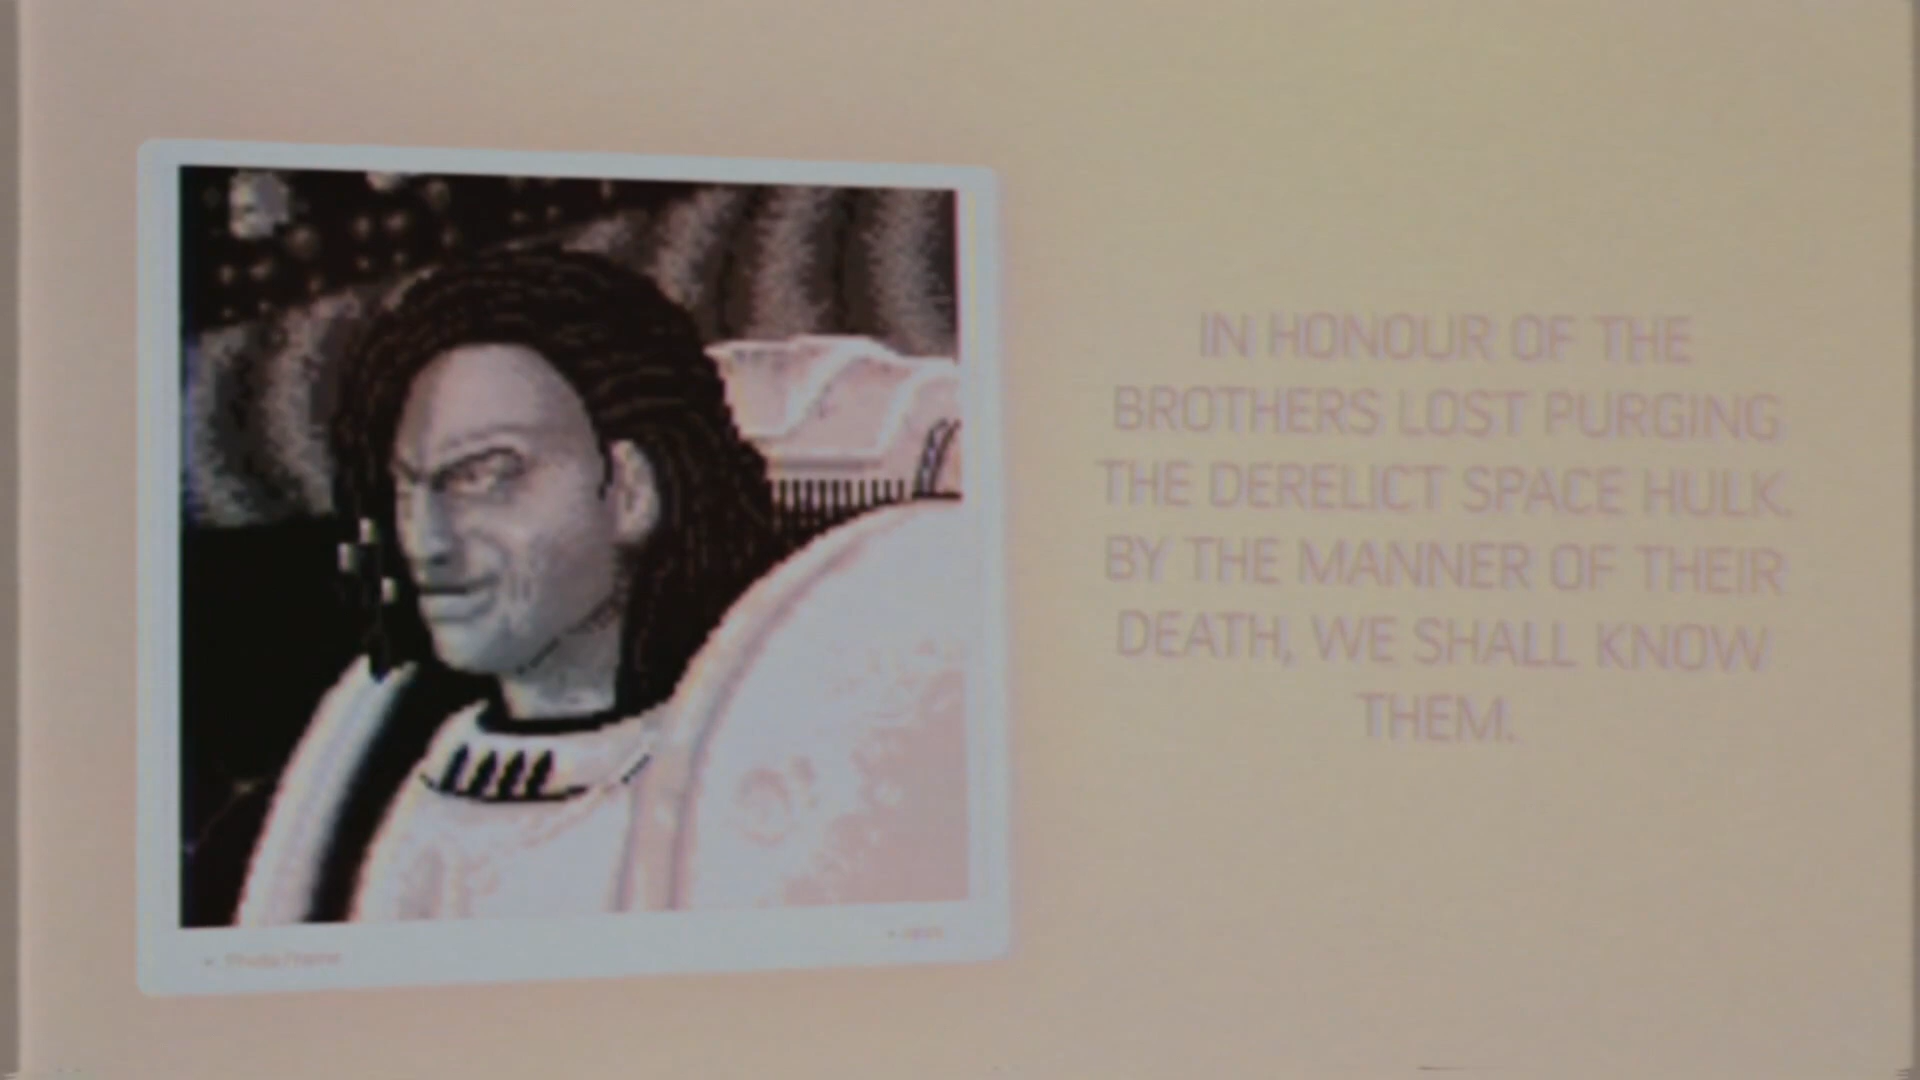 IN HONOUR OF THE
BROTHERS LOST PURGING
THE DERELICT SPACE HULK.
BY THE MANNER OF THEIR
DEATH, WE SHALL KNOW
THEM.